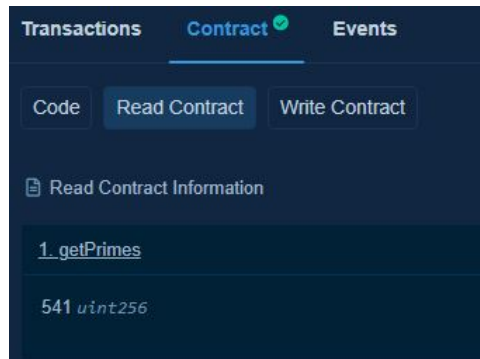 Transactions Contract Events
Code Read Contract Write Contract
Read Contract Information
1. getPrimes
541 uint256